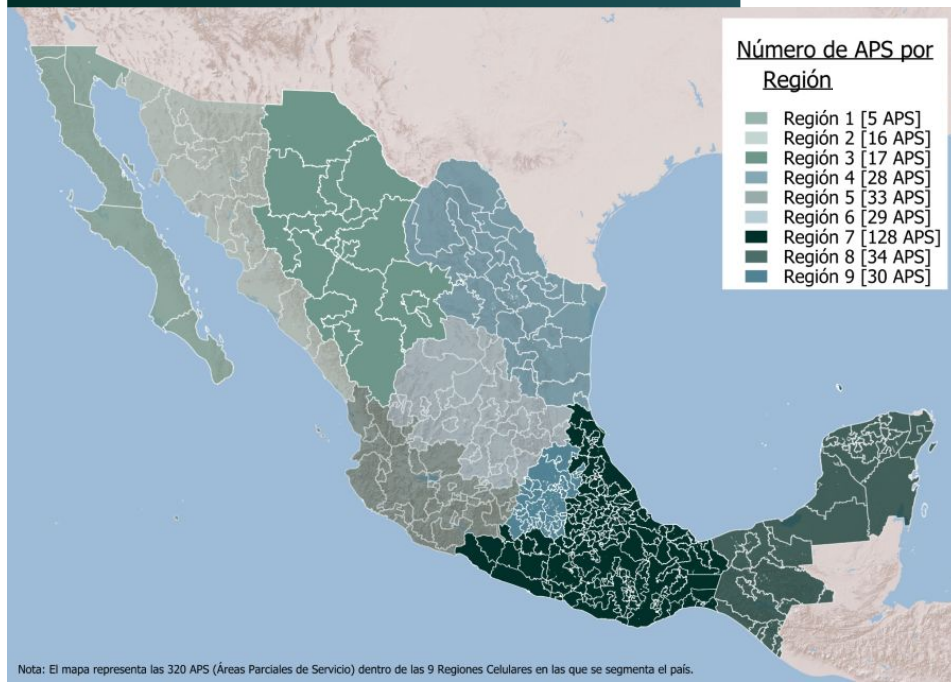 Número de APS por
Región
Región 1 [5 APS]
Región 2 [16 APS]
Región 3 [17 APS]
Región 4 [28 APS]
Región 5 [33 APS]
Región 6 [29 APS]
Región 7 [128 APS]
Región 8 [34 APS]
Región 9 [30 APS]
Nota: El mapa representa las 320 APS (Áreas Parciales de Servicio) dentro de las 9 Regiones Celulares en las que se segmenta el país.